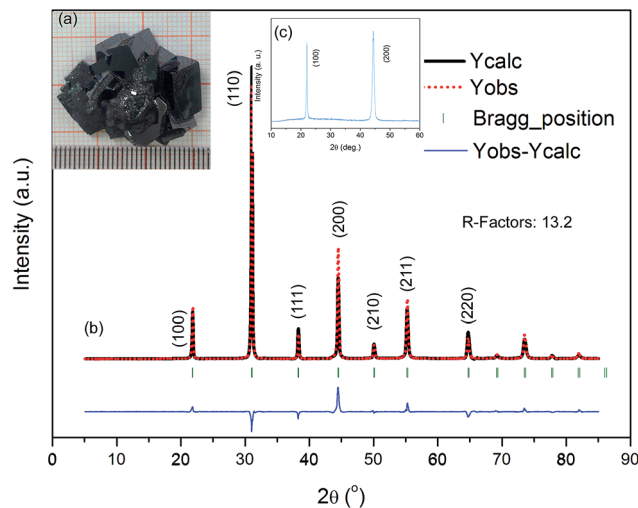 (a)
(c)
(100)
(200)
Intensity (a. u.)
10
20
30
40
50
60
2θ (deg.)
Ycalc
Yobs
Bragg_position
Yobs-Ycalc
R-Factors: 13.2
(110)
(200)
(111)
(211)
(210)
(220)
(100)
(b)
Intensity (a.u.)
0
10
20
30
40
50
60
70
80
90
2θ (°)